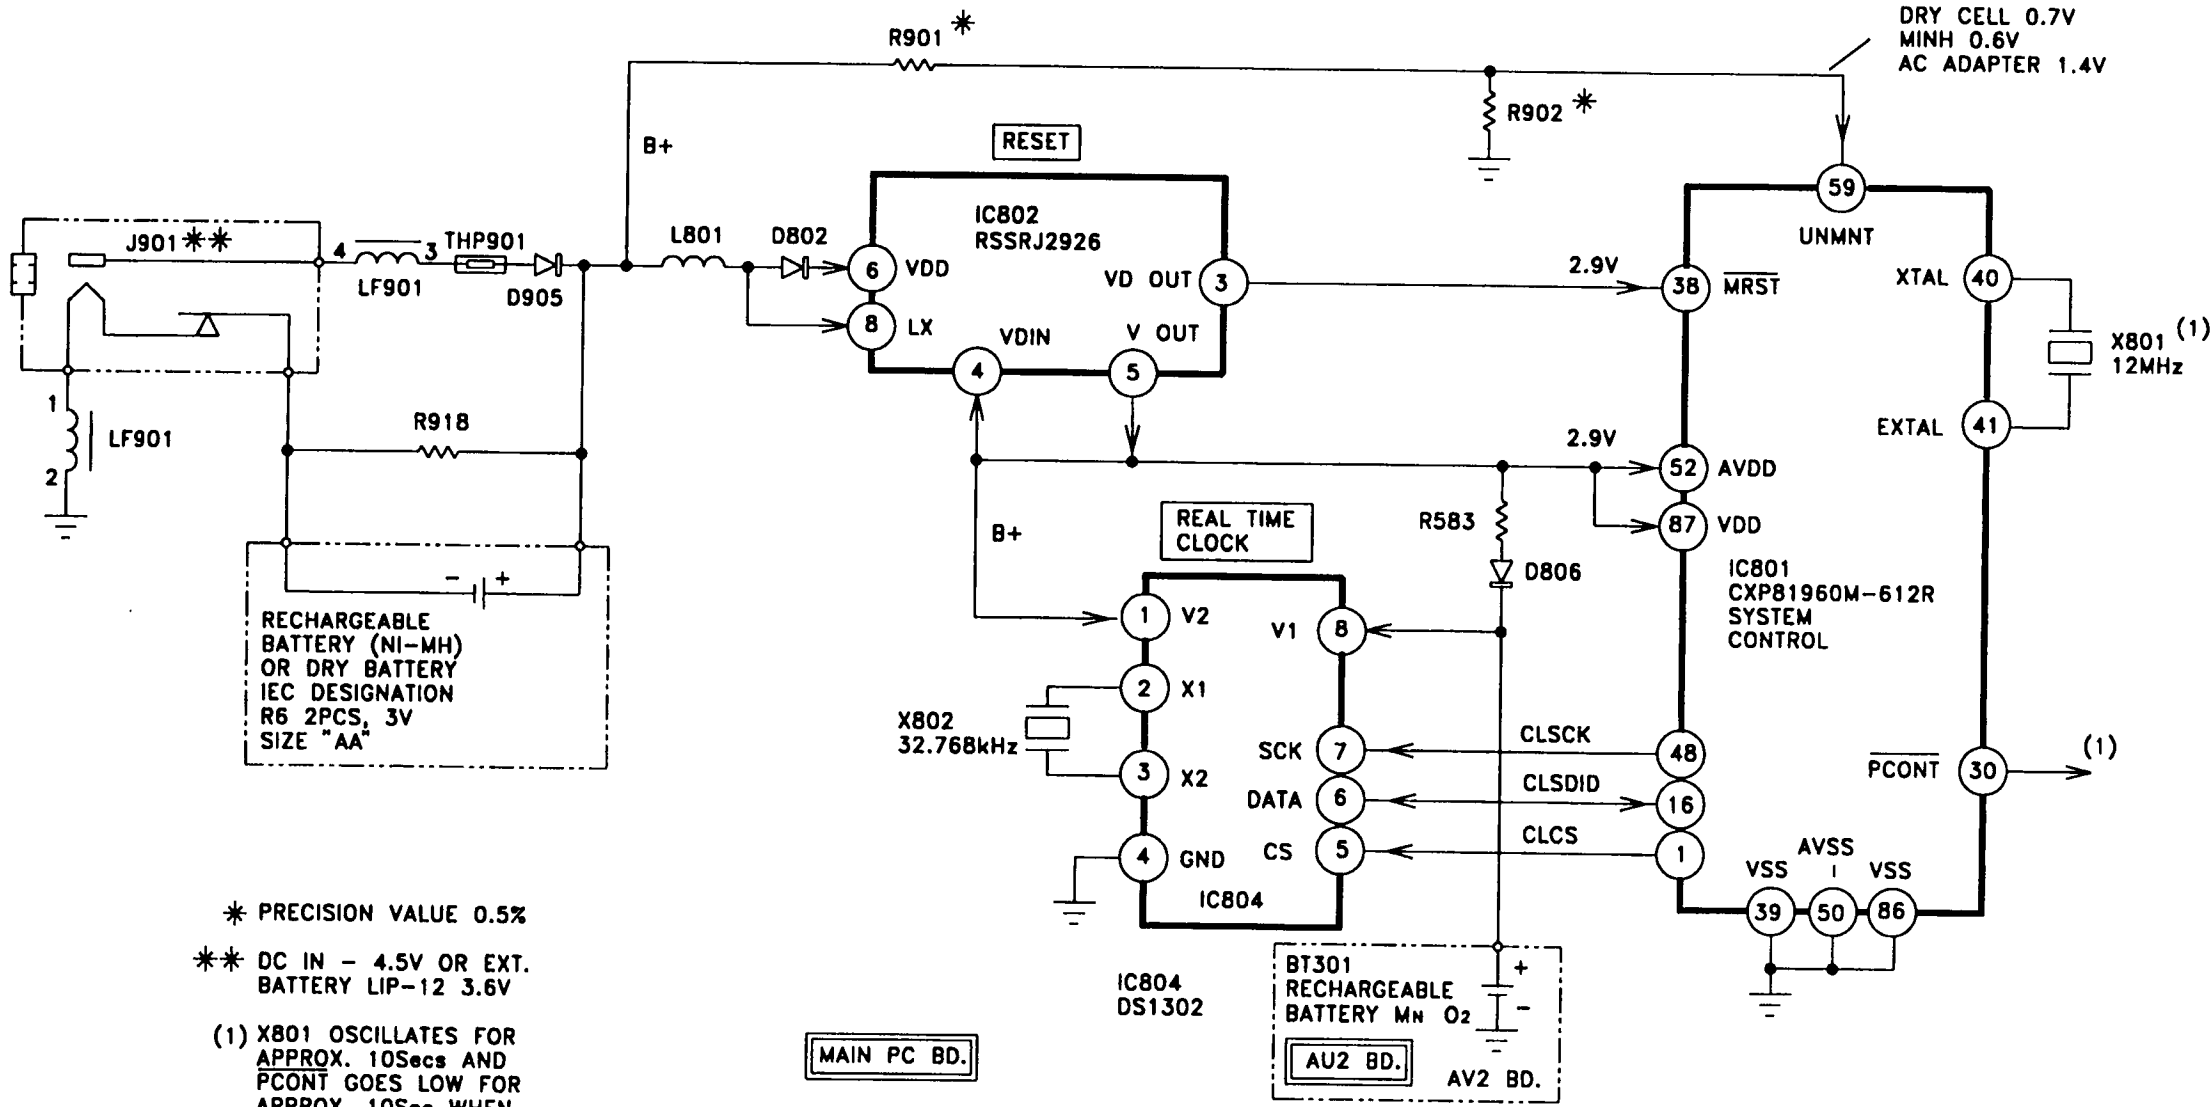 DRY CELL 0.7V
MINH 0.6V
AC ADAPTER 1.4V
R901 *
R902 *
B+
RESET
59
UNMNT
IC802
RSSRJ2926
J901 **
4
3
THP901
LF901
D905
L801
D802
6 VDD
VD OUT 3
2.9V
38 MRST
XTAL 40
8 LX
VDIN
V OUT
4
5
X801 (1)
12MHz
1
LF901
2
R918
EXTAL 41
2.9V
52 AVDD
R583
87 VDD
REAL TIME
CLOCK
B+
D806
IC801
CXP81960M-612R
SYSTEM
CONTROL
- +
RECHARGEABLE
BATTERY (NI-MH)
OR DRY BATTERY
IEC DESIGNATION
R6 2PCS, 3V
SIZE "AA"
1 V2
V1 8
2 X1
X802
32.768kHz
3 X2
SCK 7
CLSCK
48
DATA 6
CLSDID
16
CS 5
CLCS
1
4 GND
IC804
PCONT 30
(1)
VSS
AVSS
VSS
39
50
86
* PRECISION VALUE 0.5%
** DC IN - 4.5V OR EXT.
BATTERY LIP-12 3.6V
(1) X801 OSCILLATES FOR
APPROX. 10Secs AND
PCONT GOES LOW FOR
APPROX. 10Sec WHEN
IC804
DS1302
MAIN PC BD.
BT301
RECHARGEABLE
BATTERY MN O2
+
-
AU2 BD.
AV2 BD.